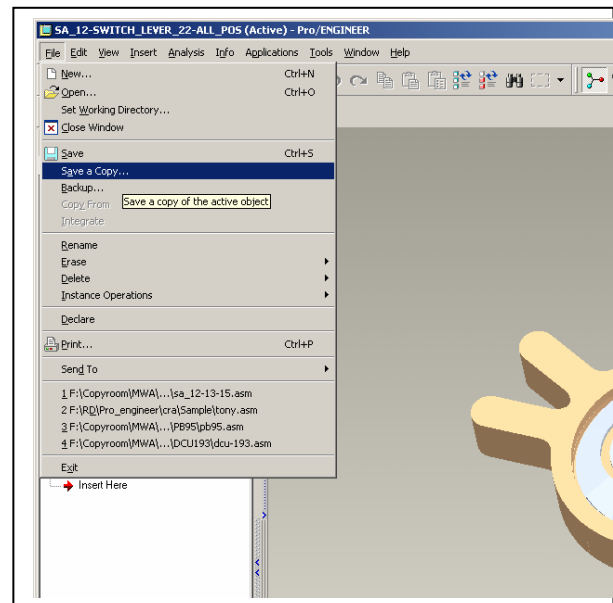 SA_12-SWITCH_LEVER_22-ALL_POS (Active) - Pro/ENGINEER
File Edit View Insert Analysis Info Applications Tools Window Help
New... Ctrl+N
Open... Ctrl+O
Set Working Directory...
Close Window
Save Ctrl+S
Save a Copy...
Backup...
Copy From Save a copy of the active object
Integrate
Rename
Erase
Delete
Instance Operations
Declare
Print... Ctrl+P
Send To
1 F:\Copyroom\MWA\...\sa_12-13-15.asm
2 F:\RD\Pro_engineer\cra\Sample\tony.asm
3 F:\Copyroom\MWA\...\PB95\pb95.asm
4 F:\Copyroom\MWA\...\DCU193\dcu-193.asm
Exit
Insert Here